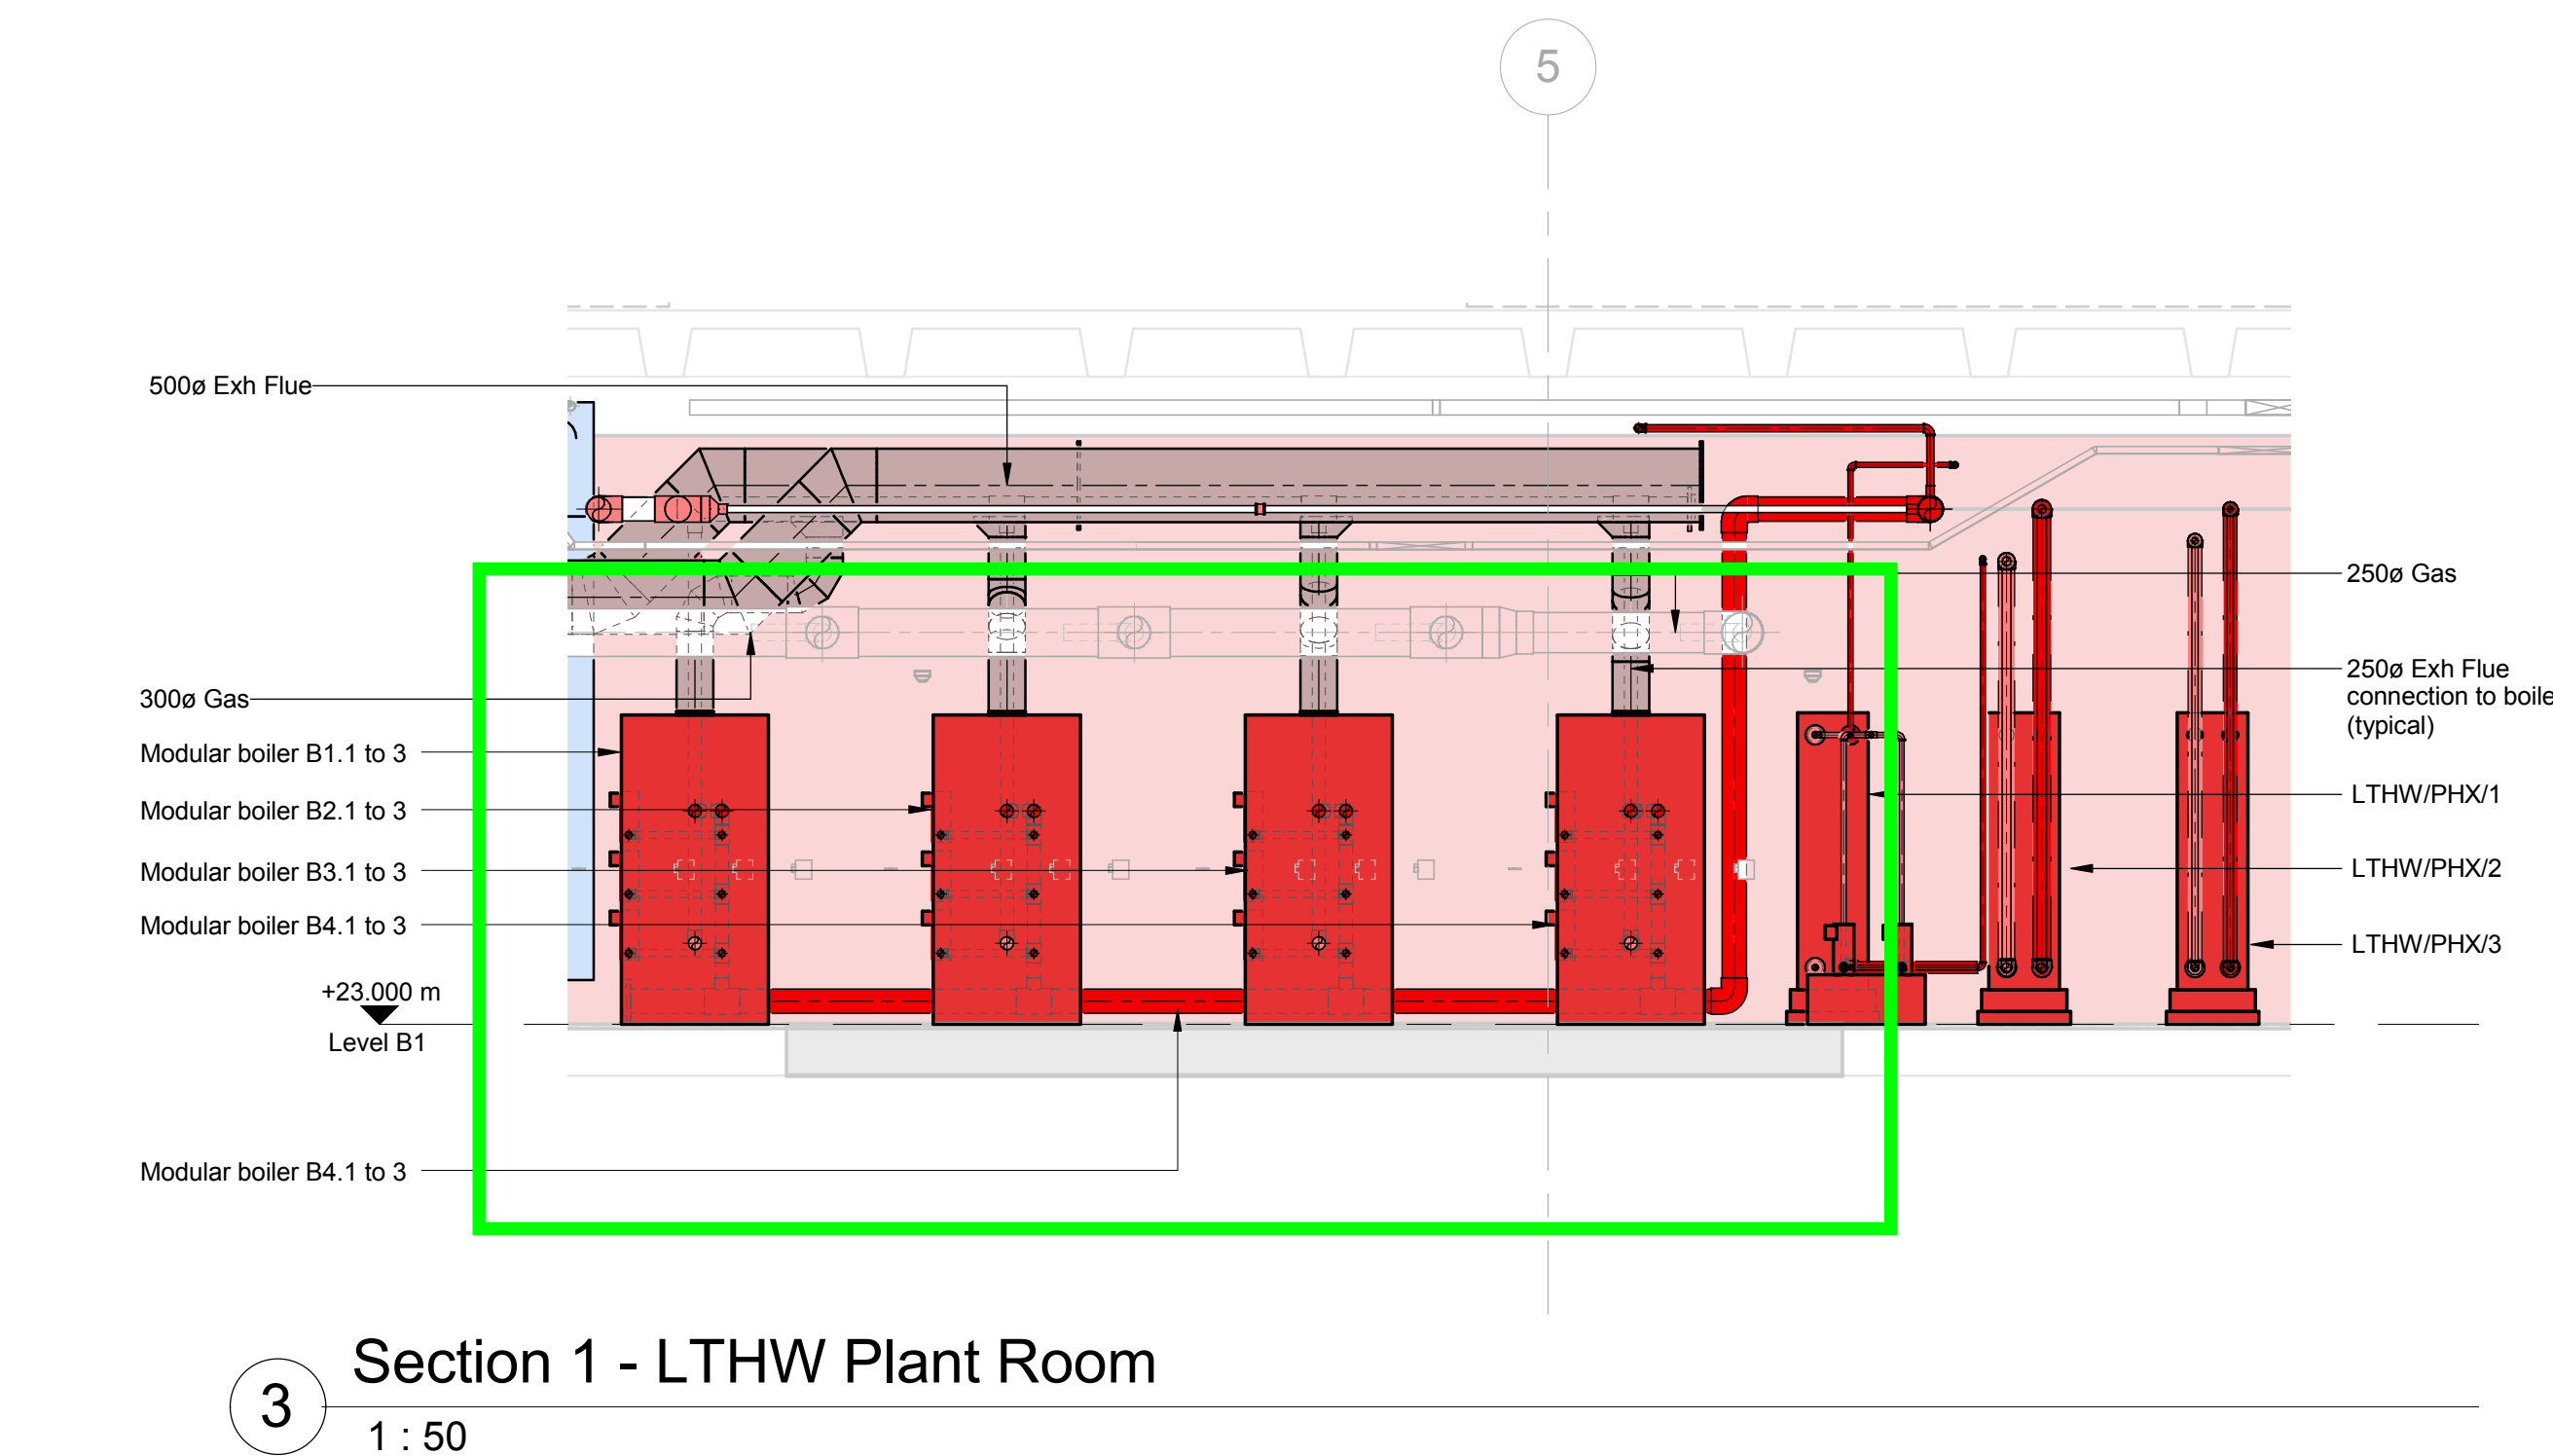 5
500ø Exh Flue
250ø Gas
250ø Exh Flue
connection to boile
(typical)
300ø Gas
Modular boiler B1.1 to 3
Modular boiler B2.1 to 3
Modular boiler B3.1 to 3
Modular boiler B4.1 to 3
LTHW/PHX/1
LTHW/PHX/2
LTHW/PHX/3
+23.000 m
Level B1
Modular boiler B4.1 to 3
3
Section 1 - LTHW Plant Room
1 : 50